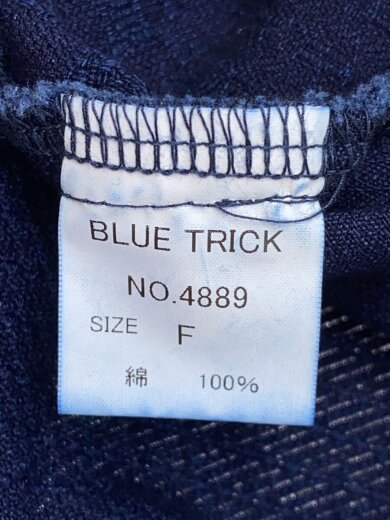 BLUE TRICK
NO.4889
SIZE F
綿 100%